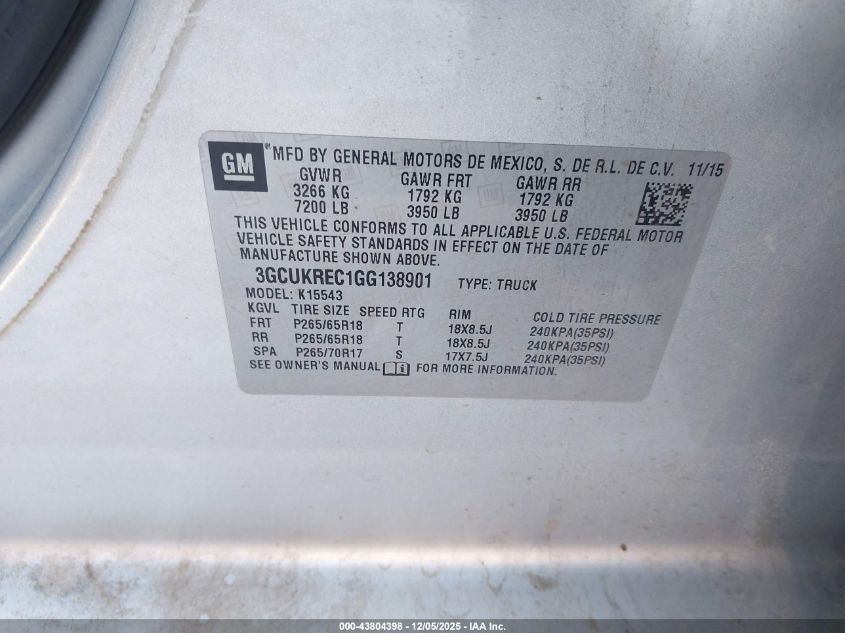 GM MFD BY GENERAL MOTORS DE MEXICO, S. DE R.L. DE C.V. 11/15
GVWR GAWR FRT GAWR RR
3266 KG 1792 KG 1792 KG
7200 LB 3950 LB 3950 LB
THIS VEHICLE CONFORMS TO ALL APPLICABLE U.S. FEDERAL MOTOR
VEHICLE SAFETY STANDARDS IN EFFECT ON THE DATE OF
MANUFACTURE SHOWN ABOVE.
3GCUKREC1GG138901 TYPE: TRUCK
MODEL: K15543
KGVL TIRE SIZE SPEED RTG RIM COLD TIRE PRESSURE
FRT P265/65R18 T 18X8.5J 240KPA(35PSI)
RR P265/65R18 T 18X8.5J 240KPA(35PSI)
SPA P265/70R17 S 17X7.5J 240KPA(35PSI)
SEE OWNER'S MANUAL FOR MORE INFORMATION.
000-43804398 - 12/05/2025 - IAA Inc.